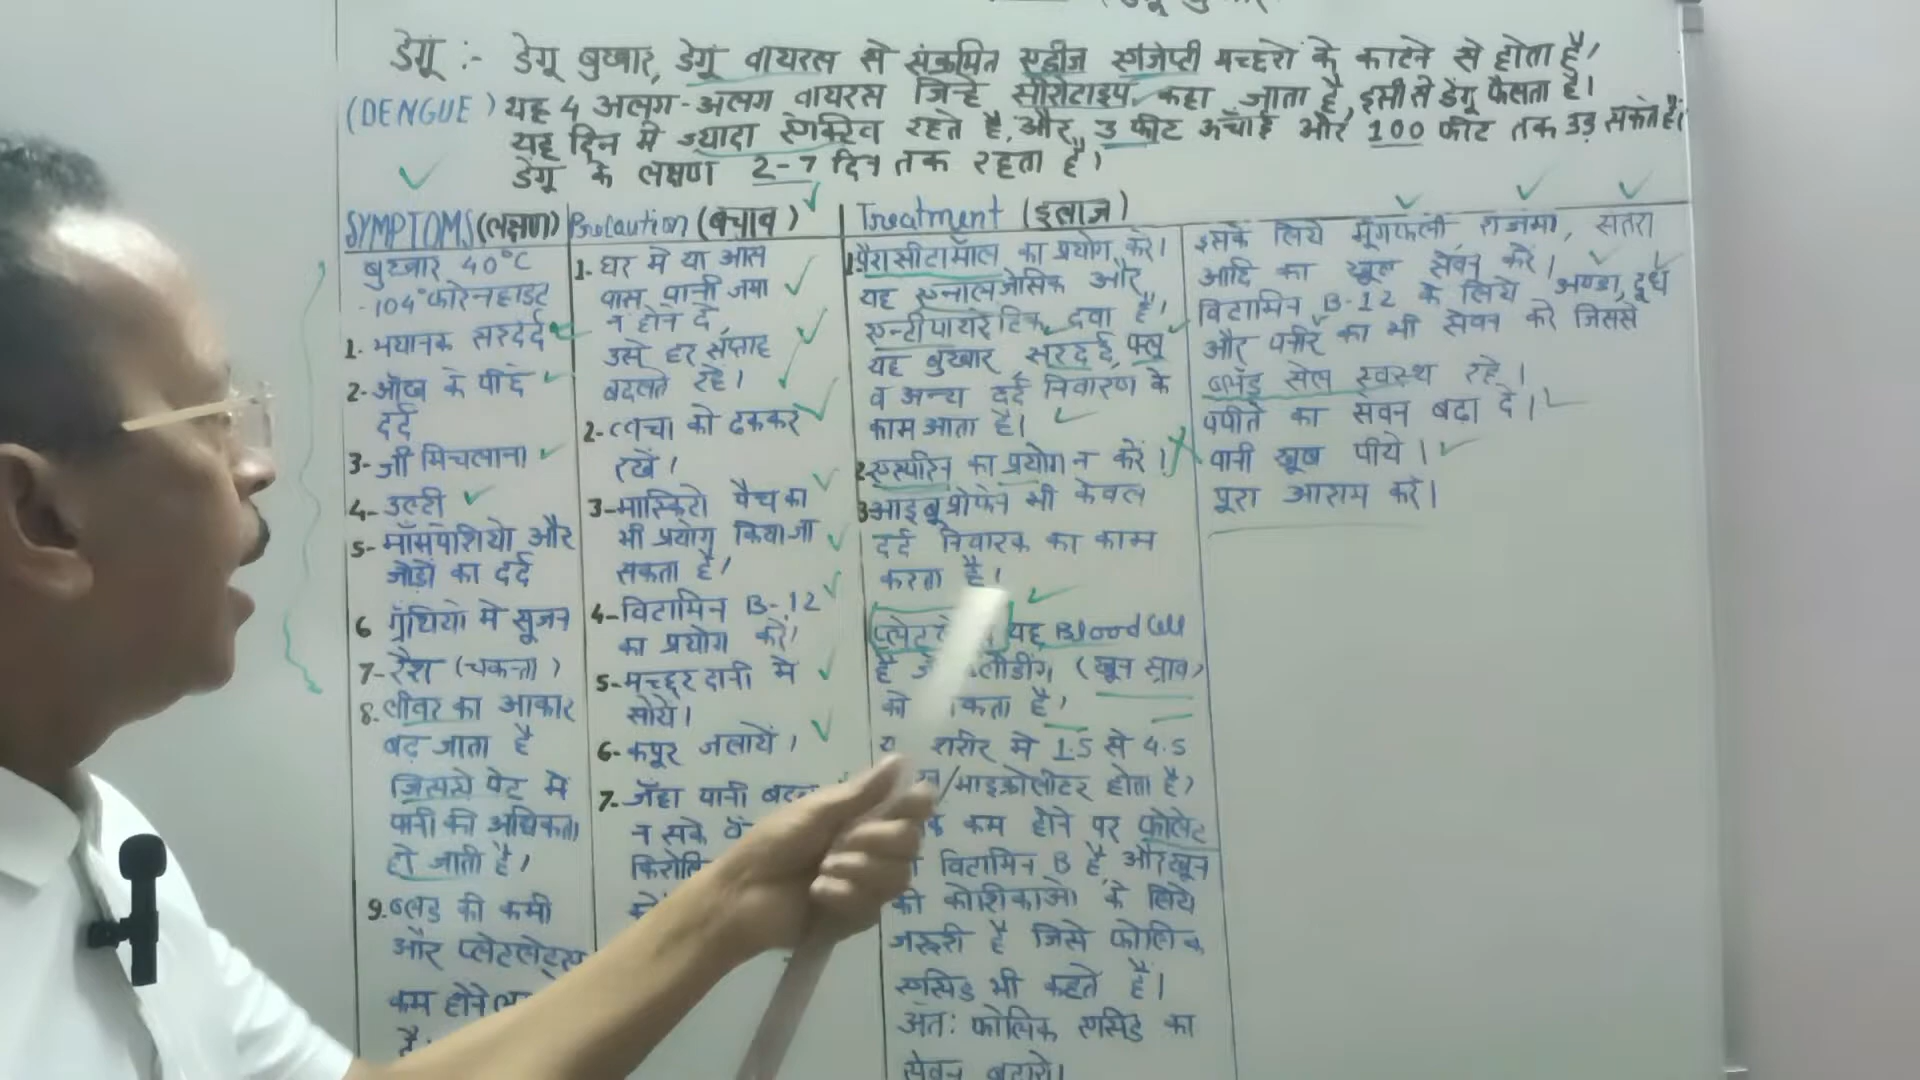 डेंगू :- डेंगू बुखार, डेंगू वायरस से संक्रमित एडीज एजिप्टी मच्छरों के काटने से होता है।
(DENGUE) यह 4 अलग-अलग वायरस जिन्हे सीरोटाइप कहा जाता है, इसी से डेंगू फैलता है।
यह दिन में ज्यादा एक्टिव रहते है, और 3 फीट ऊँचाई और 100 फीट तक उड़ सकते है।
डेंगू के लक्षण 2-7 दिन तक रहता है।
SYMPTOMS (लक्षण)
बुखार 40°C
-104° फारेनहाइट
1. भयानक सरदर्द
2- आँख के पीछे
दर्द
3- जी मिचलाना
4- उल्टी
5- माँसपेशियो और
जोड़ों का दर्द
6 ग्रंथियो मे सूजन
7- रैश (चकत्ता)
8. लीवर का आकार
बढ़ जाता है
जिससे पेट मे
पानी की अधिकता
हो जाती है।
9. ब्लड की कमी
और प्लेटलेट्स
कम होने
है।
Precaution (बचाव)
1- घर मे या आस
पास पानी जमा
न होने दे
उसे हर सप्ताह
बदलते रहे।
2- त्वचा को ढककर
रखें।
3- मास्किटो पैच का
भी प्रयोग किया जा
सकता है।
4- विटामिन B-12
का प्रयोग करें।
5- मच्छरदानी मे
सोये।
6- कपूर जलायें।
7- जँहा पानी
न सके
Treatment (इलाज)
1. पैरासीटामॉल का प्रयोग करे।
यह एनालजेसिक और
एन्टीपायरेटिक दवा है।
यह बुखार, सरदर्द, फ्लू
व अन्य दर्द निवारण के
काम आता है।
2 एस्परिन का प्रयोग न करें।
3 आइबूप्रोफेन भी केवल
दर्द निवारक का काम
करता है।
यह Blood Cell
है (खून स्राव)
को है।
शरीर मे 1.5 से 4.5
/माइक्रोलीटर होता है।
कम होने पर फोलेट
विटामिन B है, और खून
की कोशिकाओ के लिये
जरूरी है जिसे फोलिक
एसिड भी कहते है।
अतः फोलिक एसिड का
सेवन बढाये।
इसके लिये मूंगफली राजमा, संतरा
आदि का खूब सेवन करें।
विटामिन B-12 के लिये अण्डा, दूध
और पनीर का भी सेवन करे जिससे
ब्लॅड सेल स्वस्थ रहे।
पपीते का सेवन बढ़ा दे।
पानी खूब पीये।
पूरा आराम करें।